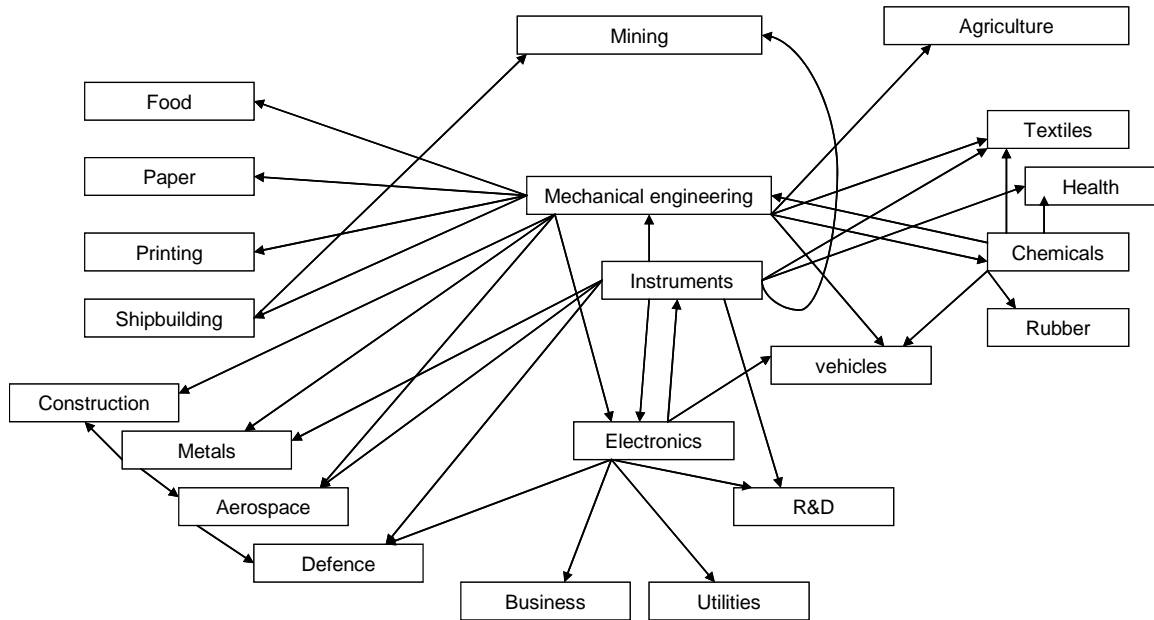 Mining
Agriculture
Food
Textiles
Paper
Mechanical engineering
Health
Printing
Chemicals
Instruments
Shipbuilding
Rubber
vehicles
Construction
Metals
Electronics
Aerospace
R&D
Defence
Business
Utilities